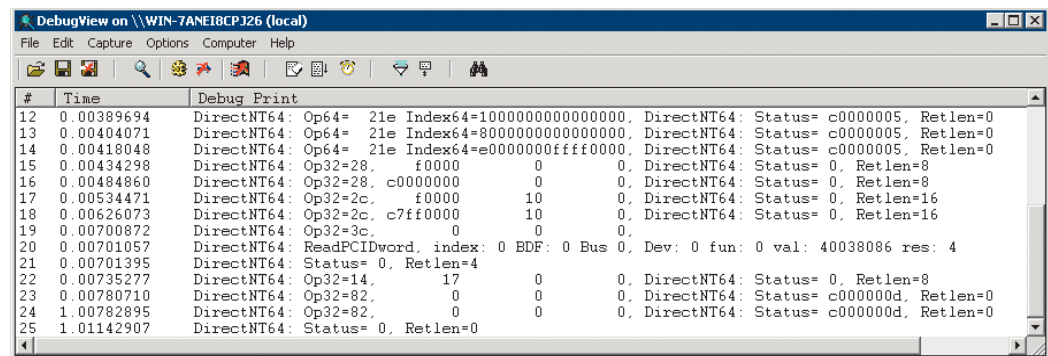 DebugView on \\WIN-7ANEI8CPJ26 (local)
File Edit Capture Options Computer Help
# Time Debug Print
12 0.00389694 DirectNT64: Op64= 21e Index64=1000000000000000, DirectNT64: Status= c0000005, Retlen=0
13 0.00404071 DirectNT64: Op64= 21e Index64=8000000000000000, DirectNT64: Status= c0000005, Retlen=0
14 0.00418048 DirectNT64: Op64= 21e Index64=e0000000ffff0000, DirectNT64: Status= c0000005, Retlen=0
15 0.00434298 DirectNT64: Op32=28, f0000 0 0, DirectNT64: Status= 0, Retlen=8
16 0.00484860 DirectNT64: Op32=28, c0000000 0 0, DirectNT64: Status= 0, Retlen=8
17 0.00534471 DirectNT64: Op32=2c, f0000 10 0, DirectNT64: Status= 0, Retlen=16
18 0.00626073 DirectNT64: Op32=2c, c7ff0000 10 0, DirectNT64: Status= 0, Retlen=16
19 0.00700872 DirectNT64: Op32=3c, 0 0 0,
20 0.00701057 DirectNT64: ReadPCIDword, index: 0 BDF: 0 Bus 0, Dev: 0 fun: 0 val: 40038086 res: 4
21 0.00701395 DirectNT64: Status= 0, Retlen=4
22 0.00735277 DirectNT64: Op32=14, 17 0 0, DirectNT64: Status= 0, Retlen=8
23 0.00780710 DirectNT64: Op32=82, 0 0 0, DirectNT64: Status= c000000d, Retlen=0
24 1.00782895 DirectNT64: Op32=82, 0 0 0, DirectNT64: Status= c000000d, Retlen=0
25 1.01142907 DirectNT64: Status= 0, Retlen=0